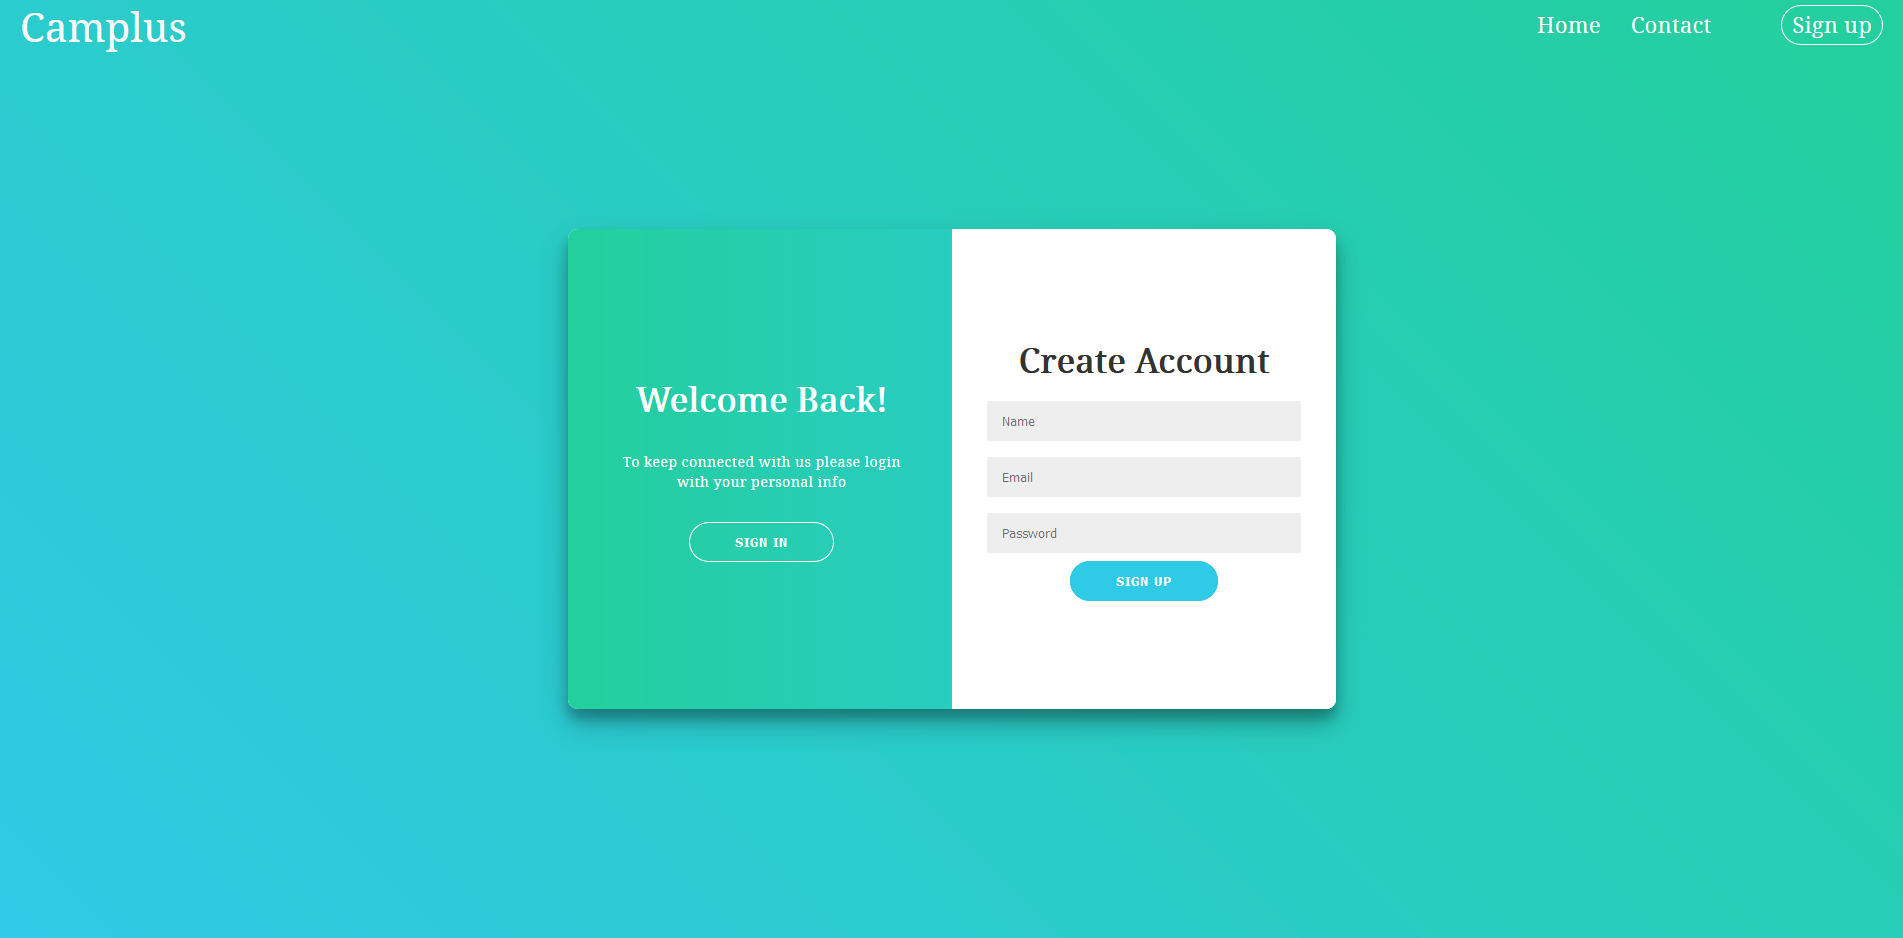 Camplus
Home
Contact
Sign up
Welcome Back!
To keep connected with us please login
with your personal info
SIGN IN
Create Account
Name
Email
Password
SIGN UP